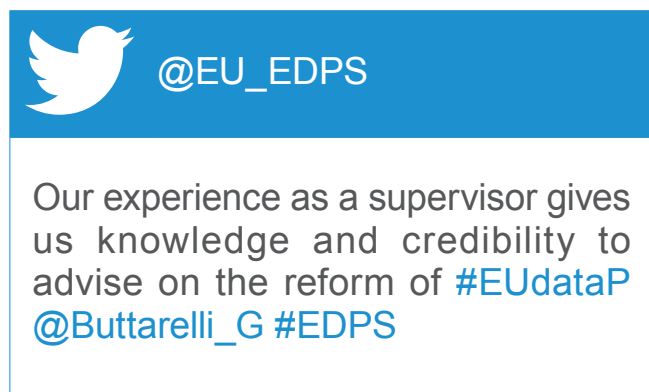 @EU_EDPS
Our experience as a supervisor gives
us knowledge and credibility to
advise on the reform of #EUdataP
@Buttarelli_G #EDPS